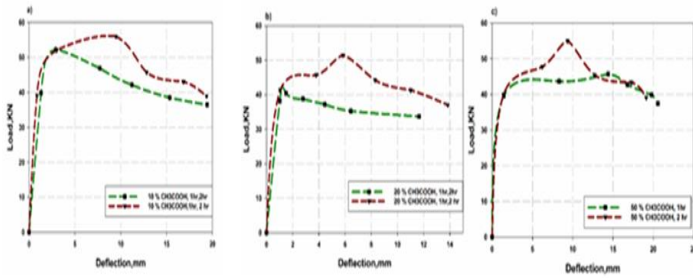 a)
60
50
40
30
20
10
0
Load,KN
10 % CH3COOH, 1hr,2hr
10 % CH3COOH,1hr, 2 hr
0 5 10 15 20
Deflection,mm
b)
60
50
40
30
20
10
0
Load,KN
20 % CH3COOH, 1hr,2hr
20 % CH3COOH, 1hr,2 hr
0 2 4 6 8 10 12 14
Deflection,mm
c)
60
50
40
30
20
10
0
Load,KN
50 % CH3COOH, 1hr
50 % CH3COOH, 2 hr
0 5 10 15 20
Deflection,mm